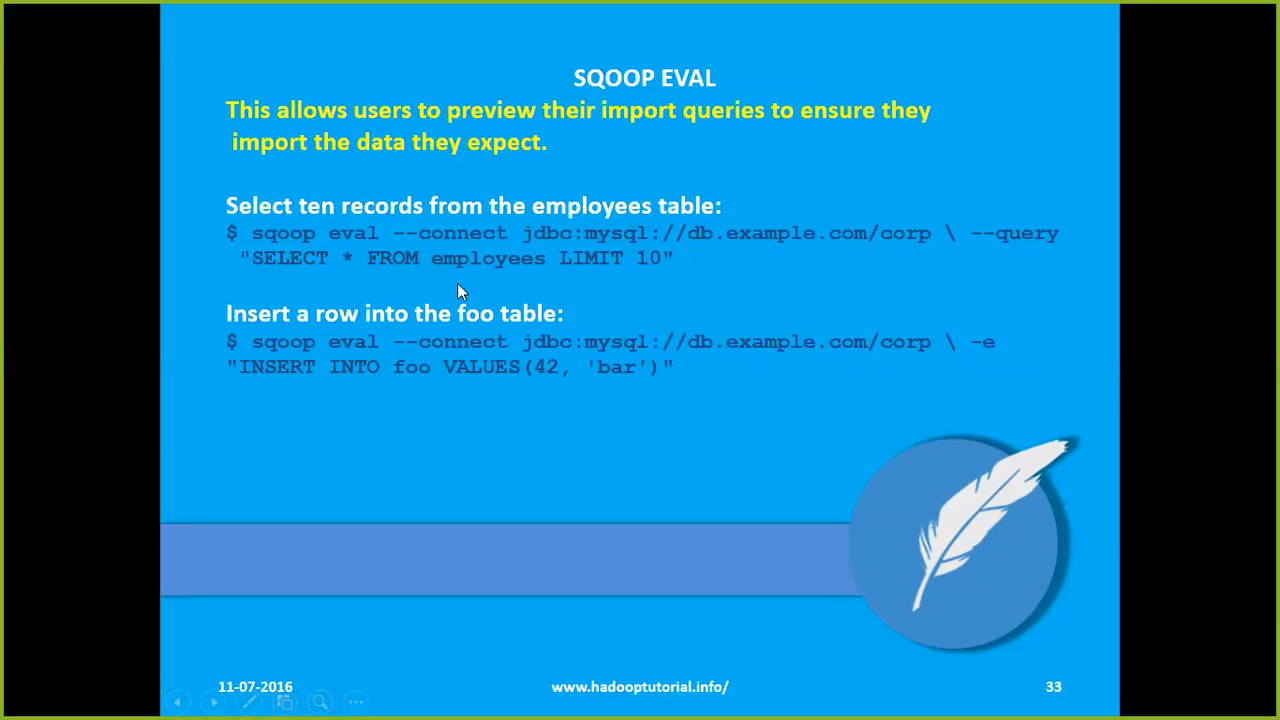 SQOOP EVAL
This allows users to preview their import queries to ensure they
import the data they expect.
Select ten records from the employees table:
$ sqoop eval --connect jdbc:mysql://db.example.com/corp \ --query
"SELECT * FROM employees LIMIT 10"
Insert a row into the foo table:
$ sqoop eval --connect jdbc:mysql://db.example.com/corp \ -e
"INSERT INTO foo VALUES(42, 'bar')"
11-07-2016 www.hadooptutorial.info/ 33